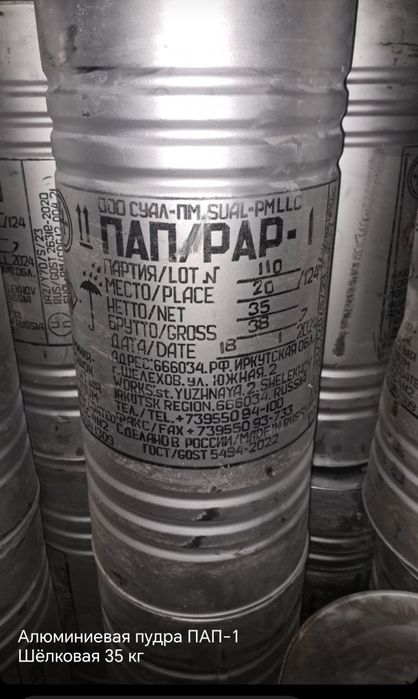 ООО СУАЛ-ПМ. SUAL-PM LLC
ПАП/PAP-1
ПАРТИЯ/LOT.N 110
МЕСТО/PLACE 20 /124
НЕТТО/NET 35
БРУТТО/GROSS 38,7
ДАТА/DATE 18 1
АДРЕС:666034.РФ.ИРКУТСКАЯ ОБЛ.
Г.ШЕЛЕХОВ.УЛ. ЮЖНАЯ.2
WORKS:st.YUZHNAYA.2.SHELEKHOV
IRKUTSK REGION.666034. RUSSIA
ТЕЛ./TEL.+739550 94-100
ФАКС/FAX +739550 93-733
СДЕЛАНО В РОССИИ/MADE IN RUSSIA
ГОСТ/GOST 5494-2022
Алюминиевая пудра ПАП-1
Шёлковая 35 кг